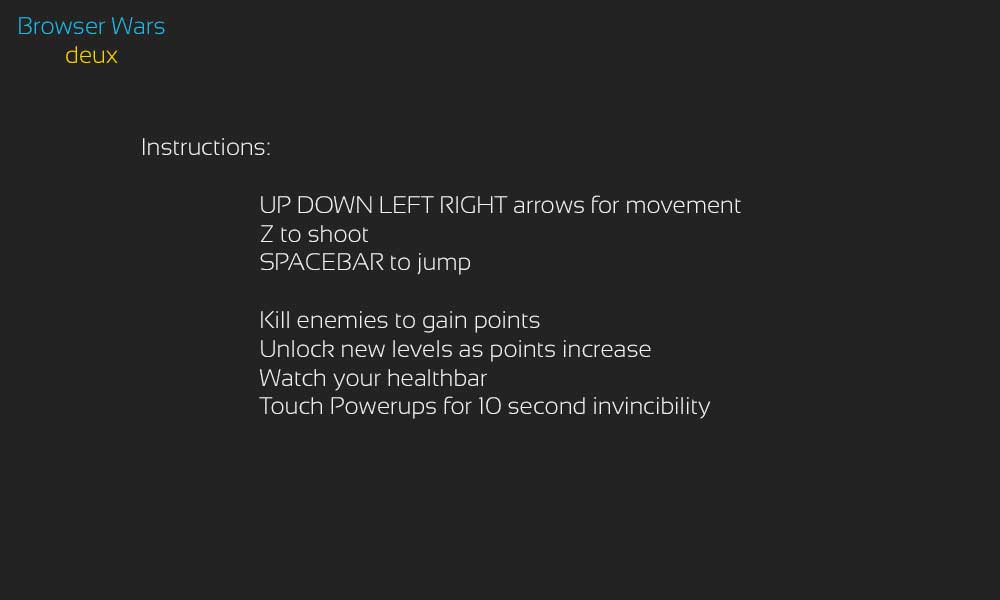 Browser Wars
deux
Instructions:
UP DOWN LEFT RIGHT arrows for movement
Z to shoot
SPACEBAR to jump
Kill enemies to gain points
Unlock new levels as points increase
Watch your healthbar
Touch Powerups for 10 second invincibility